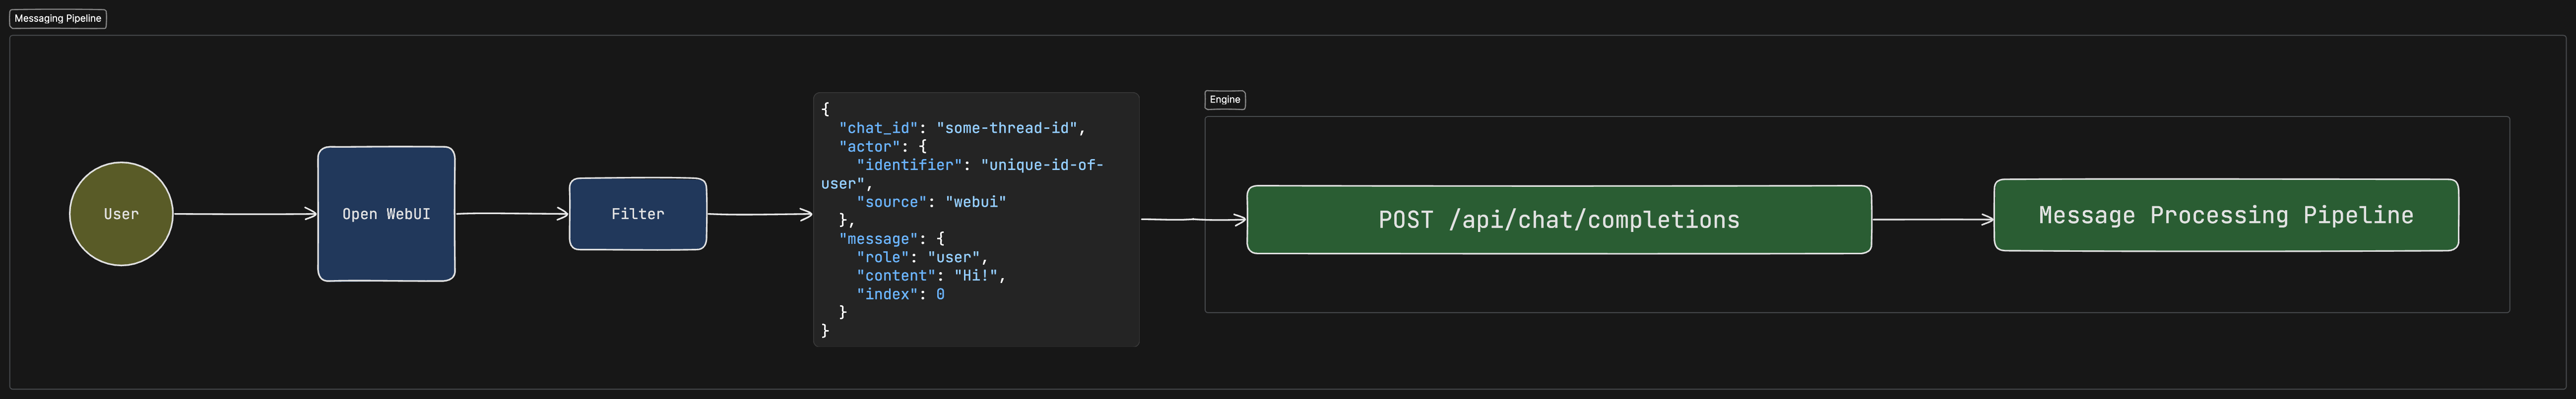 Messaging Pipeline
User
Open WebUI
Filter
{
  "chat_id": "some-thread-id",
  "actor": {
    "identifier": "unique-id-of-
user",
    "source": "webui"
  },
  "message": {
    "role": "user",
    "content": "Hi!",
    "index": 0
  }
}
Engine
POST /api/chat/completions
Message Processing Pipeline